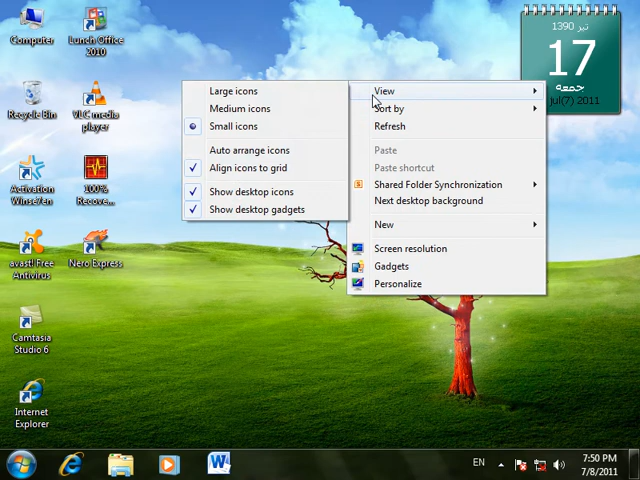 Computer
Lunch Office
2010
Recycle Bin
VLC media
player
Activation
Winse7en
100%
Recove...
avast! Free
Antivirus
Nero Express
Camtasia
Studio 6
Internet
Explorer
Large icons
Medium icons
Small icons
Auto arrange icons
Align icons to grid
Show desktop icons
Show desktop gadgets
View
Sort by
Refresh
Paste
Paste shortcut
Shared Folder Synchronization
Next desktop background
New
Screen resolution
Gadgets
Personalize
تیر 1390
17
جمعه
jul(7) 2011
EN
7:50 PM
7/8/2011